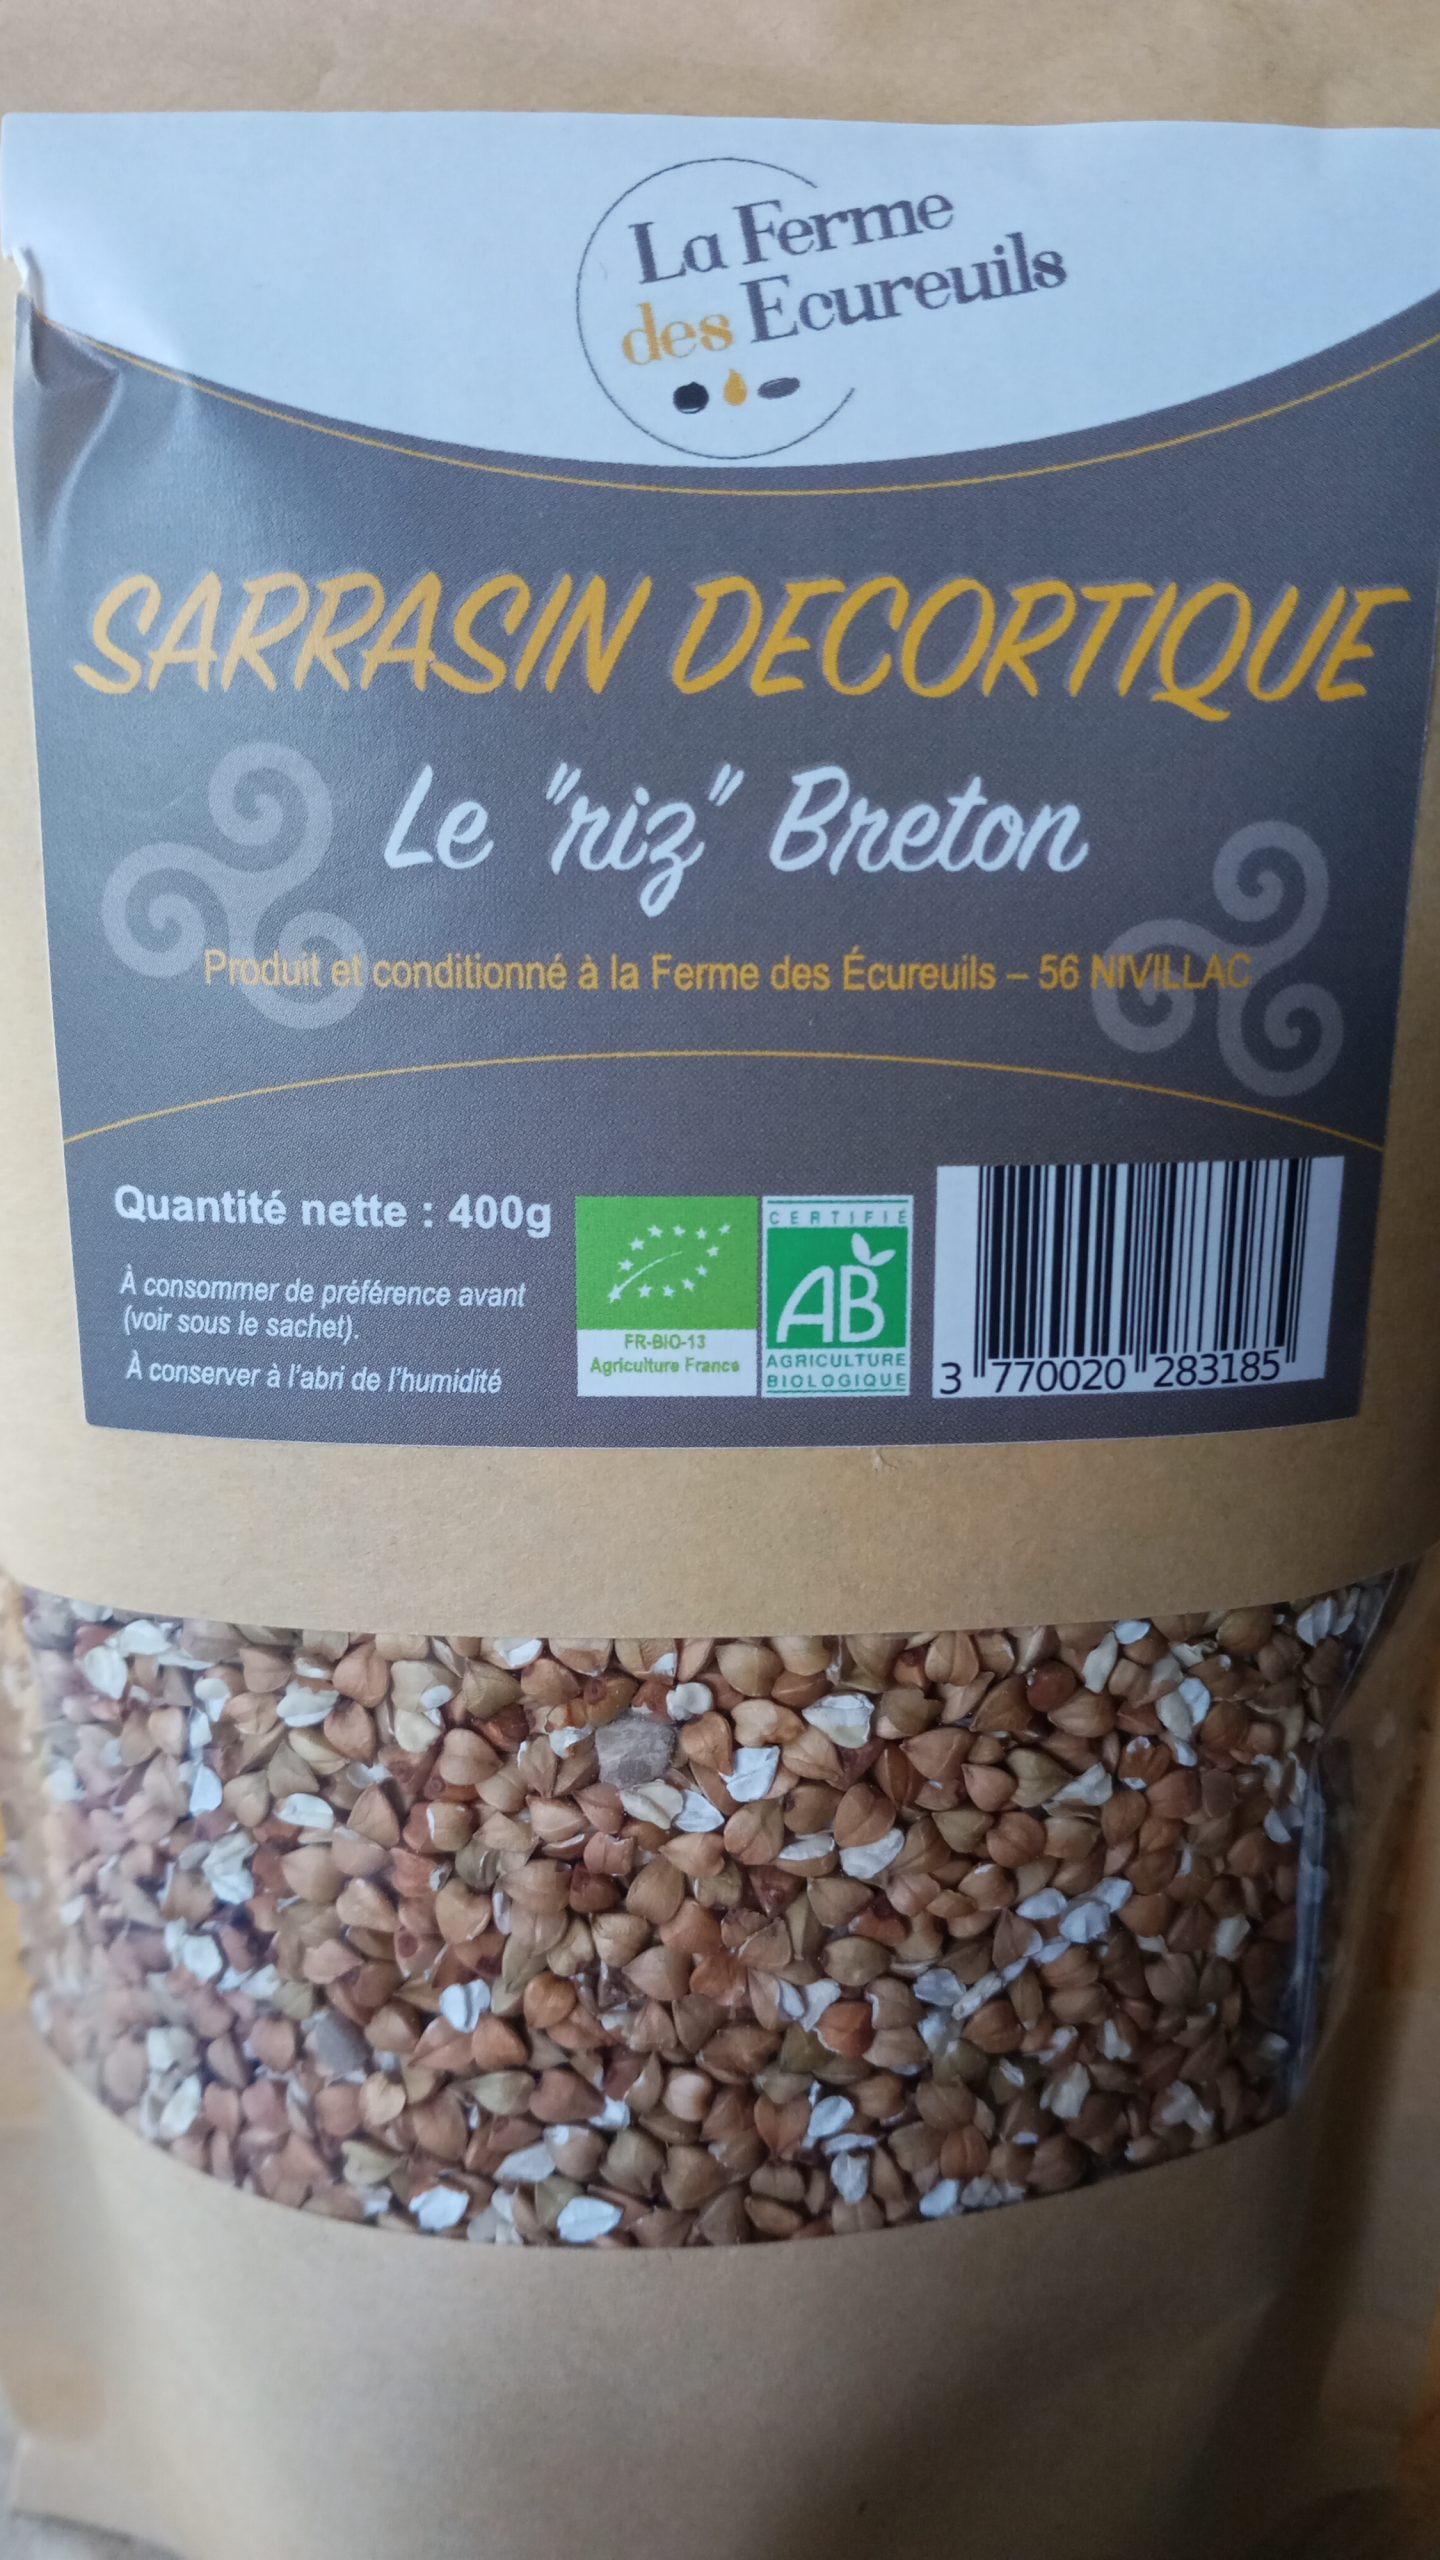 La Ferme
des Ecureuils
SARRASIN DECORTIQUE
Le "riz" Breton
Produit et conditionné à la Ferme des Écureuils – 56 NIVILLAC
Quantité nette : 400g
À consommer de préférence avant
(voir sous le sachet).
À conserver à l'abri de l'humidité
FR-BIO-13
Agriculture France
CERTIFIÉ
AB
AGRICULTURE
BIOLOGIQUE
3 770020 283185